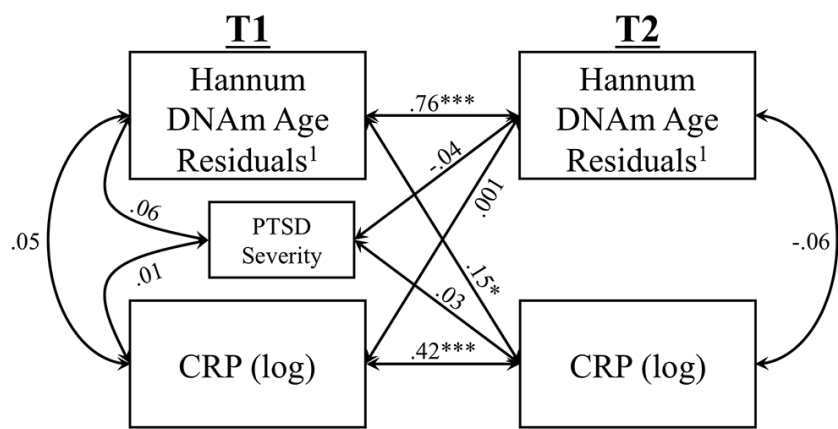 T1
T2
Hannum
DNAm Age
Residuals¹
Hannum
DNAm Age
Residuals¹
.76***
-.04
.001
.06
PTSD
Severity
.05
-.06
.01
.15*
.03
CRP (log)
.42***
CRP (log)